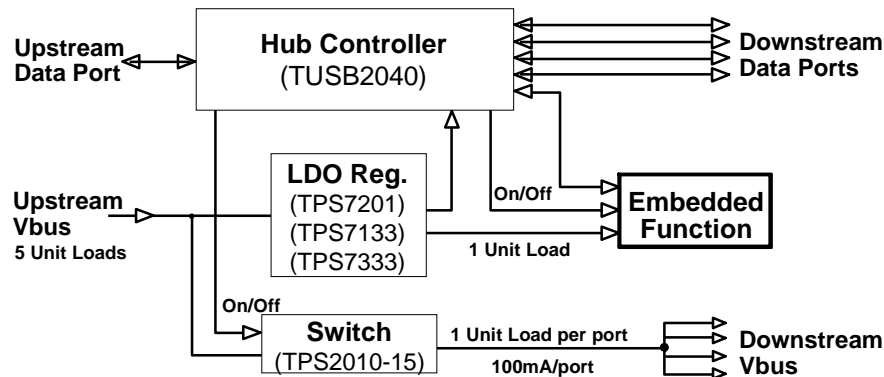 Upstream
Data Port
Hub Controller
(TUSB2040)
Downstream
Data Ports
Upstream
Vbus
5 Unit Loads
LDO Reg.
(TPS7201)
(TPS7133)
(TPS7333)
On/Off
1 Unit Load
Embedded
Function
On/Off
Switch
(TPS2010-15)
1 Unit Load per port
100mA/port
Downstream
Vbus